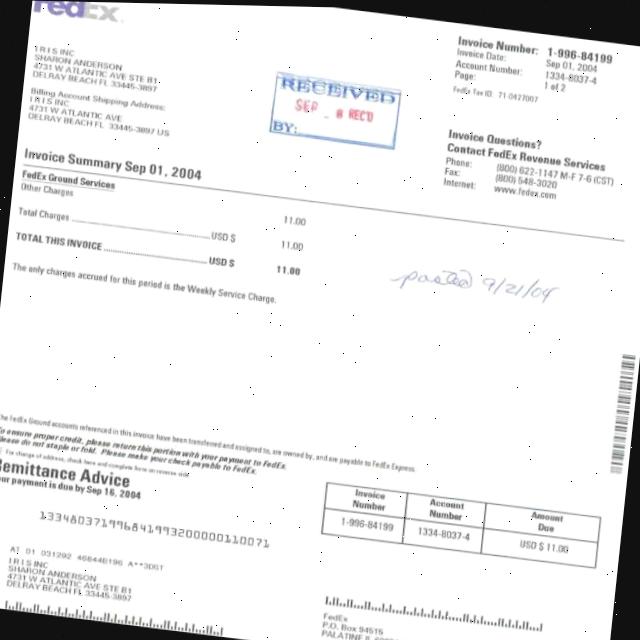 FedEx
IRIS INC
SHARON ANDERSON
4731 W ATLANTIC AVE STE B1
DELRAY BEACH FL 33445-3897
Billing Account Shipping Address:
IRIS INC
4731 W ATLANTIC AVE
DELRAY BEACH FL 33445-3897 US
RECEIVED
SEP - 8 REC'D
BY:
Invoice Number: 1-996-84199
Invoice Date: Sep 01, 2004
Account Number: 1334-8037-4
Page: 1 of 2
FedEx Tax ID: 71-0427007
Invoice Questions?
Contact FedEx Revenue Services
Phone: (800) 622-1147 M-F 7-6 (CST)
Fax: (800) 548-3020
Internet: www.fedex.com
Invoice Summary Sep 01, 2004
FedEx Ground Services
Other Charges 11.00
Total Charges USD $ 11.00
TOTAL THIS INVOICE USD $ 11.00
The only charges accrued for this period is the Weekly Service Charge.
posted 9/21/04
The FedEx Ground accounts referenced in this invoice have been transferred and assigned to, are owned by, and are payable to FedEx Express.
To ensure proper credit, please return this portion with your payment to FedEx.
Please do not staple or fold. Please make your check payable to FedEx.
For change of address, check here and complete form on reverse side
Remittance Advice
Your payment is due by Sep 16, 2004
Invoice Number Account Number Amount Due
1-996-84199 1334-8037-4 USD $ 11.00
133480371996841993200000110071
AT 01 031292 46644B196 A**3DGT
IRIS INC
SHARON ANDERSON
4731 W ATLANTIC AVE STE B1
DELRAY BEACH FL 33445-3897
FedEx
P.O. Box 94515
PALATINE IL